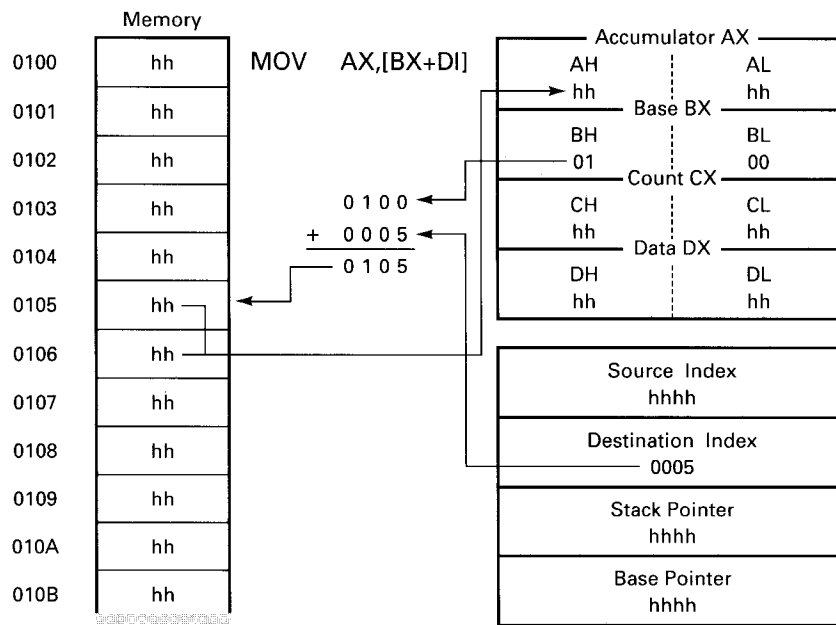 Memory
0100 hh
0101 hh
0102 hh
0103 hh
0104 hh
0105 hh
0106 hh
0107 hh
0108 hh
0109 hh
010A hh
010B hh
MOV AX,[BX+DI]
0100
+ 0005
0105
Accumulator AX
AH AL
hh hh
Base BX
BH BL
01 00
Count CX
CH CL
hh hh
Data DX
DH DL
hh hh
Source Index
hhhh
Destination Index
0005
Stack Pointer
hhhh
Base Pointer
hhhh